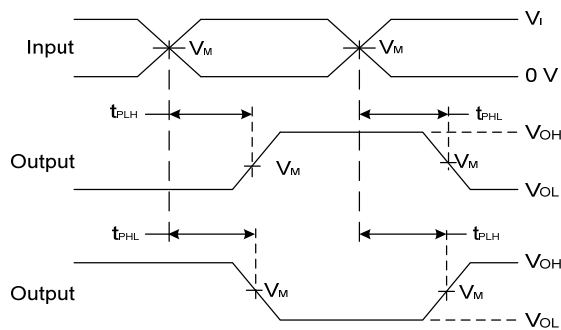 VI
Input VM VM
0 V
tPLH tPHL
VOH
Output VM VM
VOL
tPHL tPLH
VOH
Output VM VM
VOL